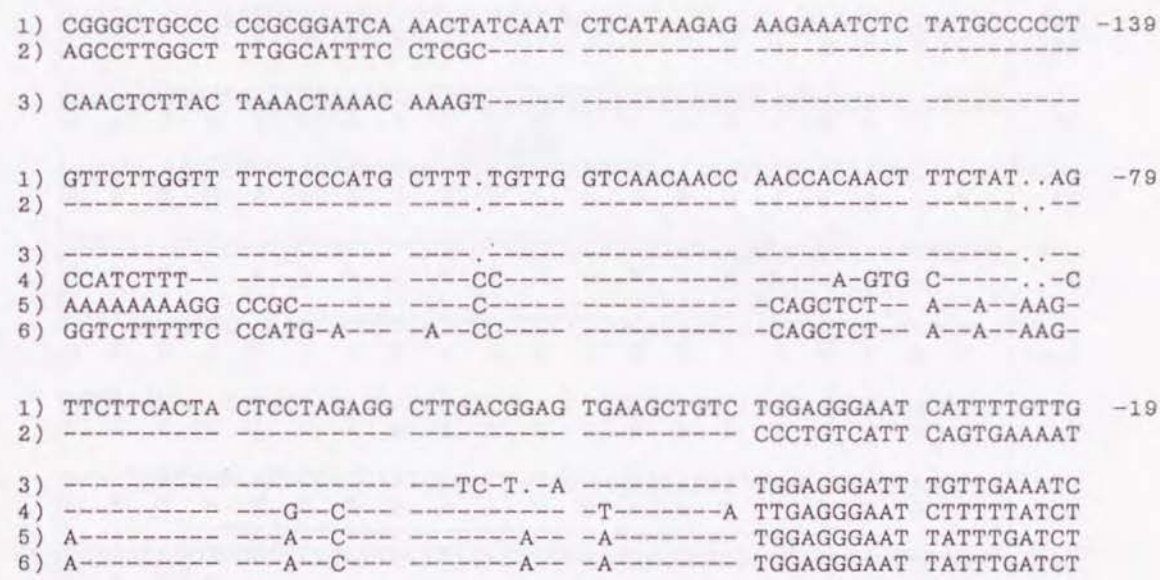 1) CGGGCTGCCC CCGCGGATCA AACTATCAAT CTCATAAGAG AAGAAATCTC TATGCCCCCT -139
2) AGCCTTGGCT TTGGCATTTC CCTCGC----- ---------- ---------- ----------
3) CAACTCTTAC TAAACTAAAC AAAGT----- ---------- ---------- ----------
1) GTTCTTGGTT TTCTCCCATG CTTT.TGTTG GTCAACAACC AACCACAACT TTCTAT..AG -79
2) ---------- ---------- ----.----- ---------- ---------- ------..--
3) ---------- ---------- ----.----- ---------- ---------- ------..--
4) CCATCTTT-- ---------- ----CC---- ---------- -----A-GTG C-----..-C
5) AAAAAAAAGG CCGC------ ----C----- ---------- -CAGCTCT-- A--A--AAG-
6) GGTCTTTTTC CCATG-A--- --A--CC---- ---------- -CAGCTCT-- A--A--AAG-
1) TTCTTCACTA CTCCTAGAGG CTTGACGGAG TGAAGCTGTC TGGAGGGAAT CATTTTGTTG -19
2) ---------- ---------- ---------- ---------- CCCTGTCATT CAGTGAAAAT
3) ---------- ---------- ---TC-T.-A ---------- TGGAGGGATT TGTTGAAATC
4) ---------- ---G--C--- ---------- -T-------A TTGAGGGAAT CTTTTTATCT
5) A--------- ---A--C--- -------A-- -A-------- TGGAGGGAAT TATTTGATCT
6) A--------- ---A--C--- -------A-- -A-------- TGGAGGGAAT TATTTGATCT